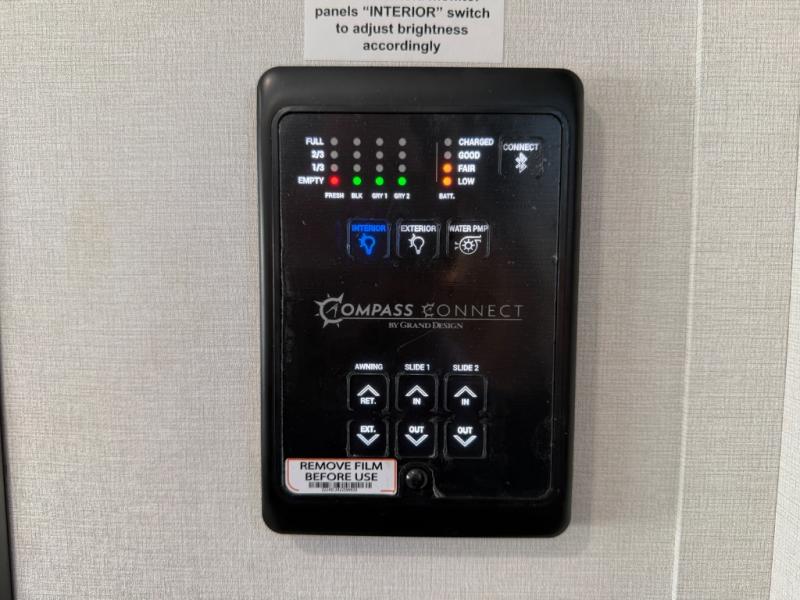 panels "INTERIOR" switch
to adjust brightness
accordingly
FULL
2/3
1/3
EMPTY
FRESH BLK GRY 1 GRY 2
CHARGED
GOOD
FAIR
LOW
BATT.
CONNECT
INTERIOR EXTERIOR WATER PMP
COMPASS CONNECT
BY GRAND DESIGN
AWNING SLIDE 1 SLIDE 2
RET. IN IN
EXT. OUT OUT
REMOVE FILM
BEFORE USE